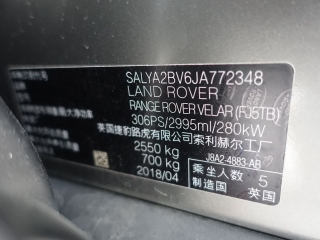 SALYA2BV6JA772348
LAND ROVER
RANGE ROVER VELAR (FJ5TB)
306PS/2995ml/280kW
英国捷豹路虎有限公司索利赫尔工厂
2550 kg
700 kg
2018/04
J8A2-4883-AB
乘坐人数 5
制造国 英国